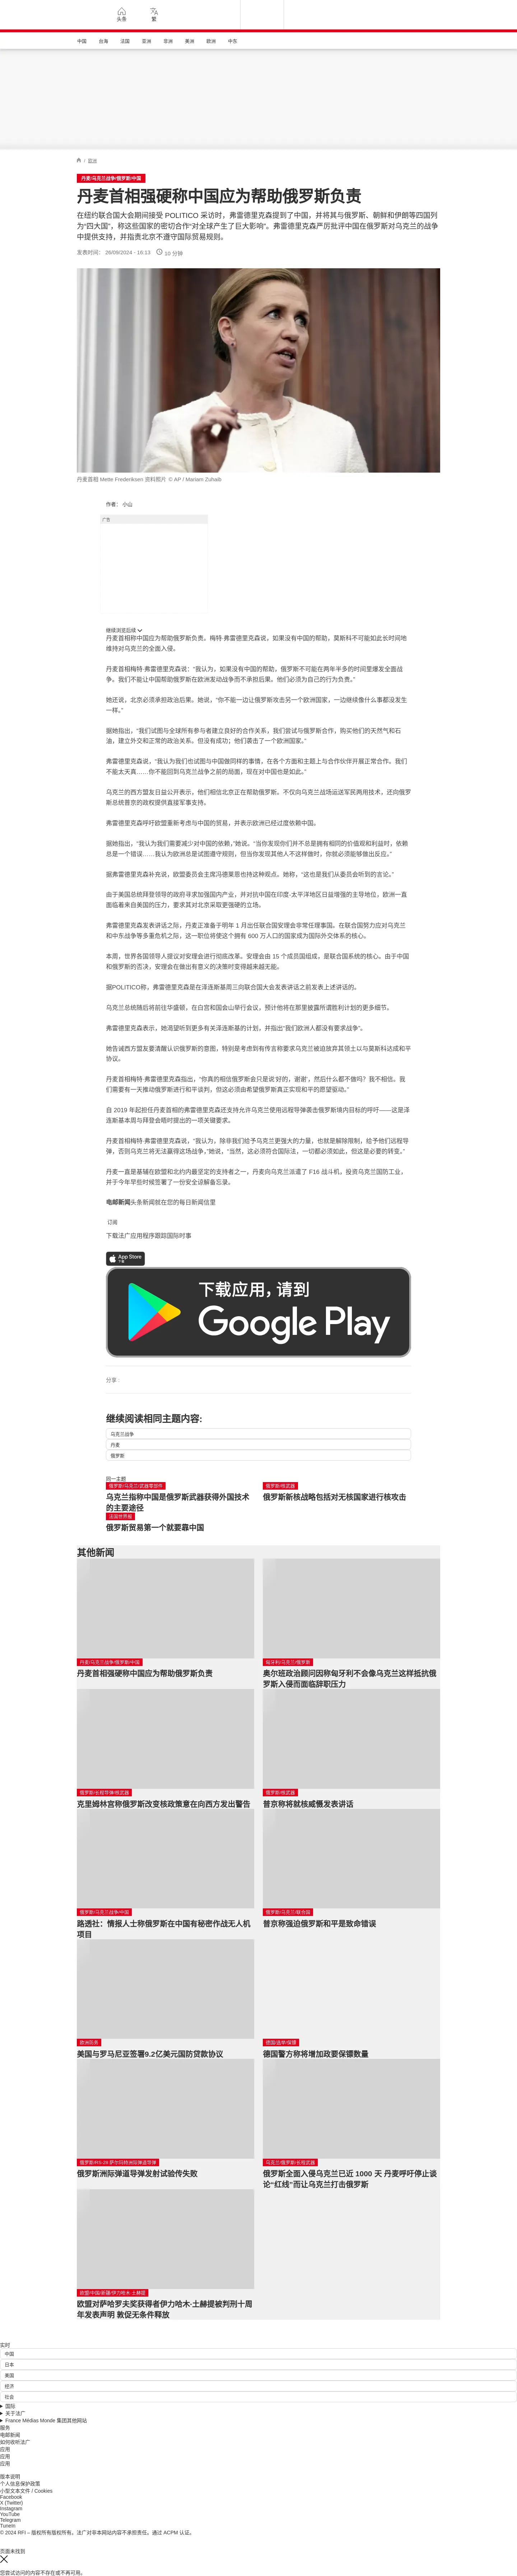 头条
繁
中国 台海 法国 亚洲 非洲 美洲 欧洲 中东
/ 欧洲
丹麦/乌克兰战争/俄罗斯/中国
丹麦首相强硬称中国应为帮助俄罗斯负责
在纽约联合国大会期间接受 POLITICO 采访时，弗雷德里克森提到了中国，并将其与俄罗斯、朝鲜和伊朗等四国列
为“四大国”，称这些国家的密切合作“对全球产生了巨大影响”。弗雷德里克森严厉批评中国在俄罗斯对乌克兰的战争
中提供支持，并指责北京不遵守国际贸易规则。
发表时间： 26/09/2024 - 16:13 10 分钟
丹麦首相 Mette Frederiksen 资料照片 © AP / Mariam Zuhaib
作者： 小山
广告
继续浏览后续
丹麦首相称中国应为帮助俄罗斯负责。梅特·弗雷德里克森说，如果没有中国的帮助，莫斯科不可能如此长时间地
维持对乌克兰的全面入侵。
丹麦首相梅特·弗雷德里克森说：“我认为，如果没有中国的帮助，俄罗斯不可能在两年半多的时间里爆发全面战
争。我们不能让中国帮助俄罗斯在欧洲发动战争而不承担后果。他们必须为自己的行为负责。”
她还说，北京必须承担政治后果。她说，“你不能一边让俄罗斯攻击另一个欧洲国家，一边继续像什么事都没发生
一样。”
据她指出，“我们试图与全球所有参与者建立良好的合作关系，我们尝试与俄罗斯合作，购买他们的天然气和石
油，建立外交和正常的政治关系。但没有成功；他们袭击了一个欧洲国家。”
弗雷德里克森说，“我认为我们也试图与中国做同样的事情，在各个方面和主题上与合作伙伴开展正常合作。我们
不能太天真……你不能回到乌克兰战争之前的局面，现在对中国也是如此。”
乌克兰的西方盟友日益公开表示，他们相信北京正在帮助俄罗斯。不仅向乌克兰战场运送军民两用技术，还向俄罗
斯总统普京的政权提供直接军事支持。
弗雷德里克森呼吁欧盟重新考虑与中国的贸易，并表示欧洲已经过度依赖中国。
据她指出，“我认为我们需要减少对中国的依赖，”她说。“当你发现你们并不总是拥有相同的价值观和利益时，依赖
总是一个错误……我认为欧洲总是试图遵守规则，但当你发现其他人不这样做时，你就必须能够做出反应。”
据弗雷德里克森补充说，欧盟委员会主席冯德莱恩也持这种观点。她称，“这也是我们从委员会听到的言论。”
由于美国总统拜登领导的政府寻求加强国内产业，并对抗中国在印度-太平洋地区日益增强的主导地位，欧洲一直
面临着来自美国的压力，要求其对北京采取更强硬的立场。
弗雷德里克森发表讲话之际，丹麦正准备于明年 1 月出任联合国安理会非常任理事国。在联合国努力应对乌克兰
和中东战争等多重危机之际，这一职位将使这个拥有 600 万人口的国家成为国际外交体系的核心。
本周，世界各国领导人提议对安理会进行彻底改革。安理会由 15 个成员国组成，是联合国系统的核心。由于中国
和俄罗斯的否决，安理会在做出有意义的决策时变得越来越无能。
据POLITICO称，弗雷德里克森是在泽连斯基周三向联合国大会发表讲话之前发表上述讲话的。
乌克兰总统随后将前往华盛顿，在白宫和国会山举行会议，预计他将在那里披露所谓胜利计划的更多细节。
弗雷德里克森表示，她渴望听到更多有关泽连斯基的计划，并指出“我们欧洲人都没有要求战争”。
她告诫西方盟友要清醒认识俄罗斯的意图，特别是考虑到有传言称要求乌克兰被迫放弃其领土以与莫斯科达成和平
协议。
丹麦首相梅特·弗雷德里克森指出，“你真的相信俄罗斯会只是说‘好的，谢谢’，然后什么都不做吗？我不相信。我
们需要有一天推动俄罗斯进行和平谈判，但这必须由希望俄罗斯真正实现和平的愿望驱动。”
自 2019 年起担任丹麦首相的弗雷德里克森还支持允许乌克兰使用远程导弹袭击俄罗斯境内目标的呼吁——这是泽
连斯基本周与拜登会晤时提出的一项关键要求。
丹麦首相梅特·弗雷德里克森说，“我认为，除非我们给予乌克兰更强大的力量，也就是解除限制，给予他们远程导
弹，否则乌克兰将无法赢得这场战争，”她说，“当然，这必须符合国际法，一切都必须如此，但这是必要的转变。”
丹麦一直是基辅在欧盟和北约内最坚定的支持者之一，丹麦向乌克兰派遣了 F16 战斗机，投资乌克兰国防工业，
并于今年早些时候签署了一份安全谅解备忘录。
电邮新闻头条新闻就在您的每日新闻信里
订阅
下载法广应用程序跟踪国际时事
App Store
下载
下载应用，请到
Google Play
分享 :
继续阅读相同主题内容:
乌克兰战争
丹麦
俄罗斯
同一主题
俄罗斯/乌克兰/武器零部件
乌克兰指称中国是俄罗斯武器获得外国技术
的主要途径
俄罗斯/核武器
俄罗斯新核战略包括对无核国家进行核攻击
法国世界报
俄罗斯贸易第一个就要靠中国
其他新闻
丹麦/乌克兰战争/俄罗斯/中国
丹麦首相强硬称中国应为帮助俄罗斯负责
匈牙利/乌克兰/俄罗斯
奥尔班政治顾问因称匈牙利不会像乌克兰这样抵抗俄
罗斯入侵而面临辞职压力
俄罗斯/长程导弹/核武器
克里姆林宫称俄罗斯改变核政策意在向西方发出警告
俄罗斯/核武器
普京称将就核威慑发表讲话
俄罗斯/乌克兰战争/中国
路透社：情报人士称俄罗斯在中国有秘密作战无人机
项目
俄罗斯/乌克兰/联合国
普京称强迫俄罗斯和平是致命错误
欧洲防务
美国与罗马尼亚签署9.2亿美元国防贷款协议
德国/选举/保镖
德国警方称将增加政要保镖数量
俄罗斯/RS-28 萨尔玛特洲际弹道导弹
俄罗斯洲际弹道导弹发射试验传失败
乌克兰/俄罗斯/长程武器
俄罗斯全面入侵乌克兰已近 1000 天 丹麦呼吁停止谈
论“红线”而让乌克兰打击俄罗斯
欧盟/中国/新疆/伊力哈木·土赫提
欧盟对萨哈罗夫奖获得者伊力哈木·土赫提被判刑十周
年发表声明 敦促无条件释放
实时
中国
日本
美国
经济
社会
国际
关于法广
France Médias Monde 集团其他网站
服务
电邮新闻
如何收听法广
应用
应用
应用
版本说明
个人信息保护政策
小型文本文件 / Cookies
Facebook
X (Twitter)
Instagram
YouTube
Telegram
TuneIn
© 2024 RFI – 版权所有版权所有。法广对非本网站内容不承担责任。通过 ACPM 认证。
页面未找到
您尝试访问的内容不存在或不再可用。